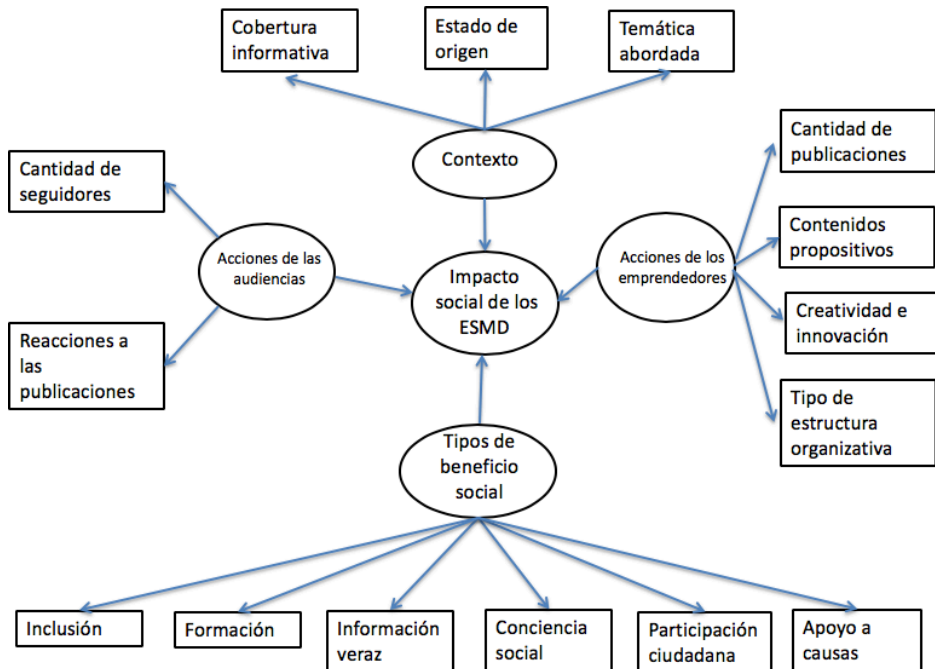 Cobertura
informativa
Estado de
origen
Temática
abordada
Contexto
Cantidad de
publicaciones
Cantidad de
seguidores
Contenidos
propositivos
Acciones de las
audiencias
Impacto
social de los
ESMD
Acciones de los
emprendedores
Creatividad e
innovación
Reacciones a
las
publicaciones
Tipo de
estructura
organizativa
Tipos de
beneficio
social
Inclusión
Formación
Información
veraz
Conciencia
social
Participación
ciudadana
Apoyo a
causas